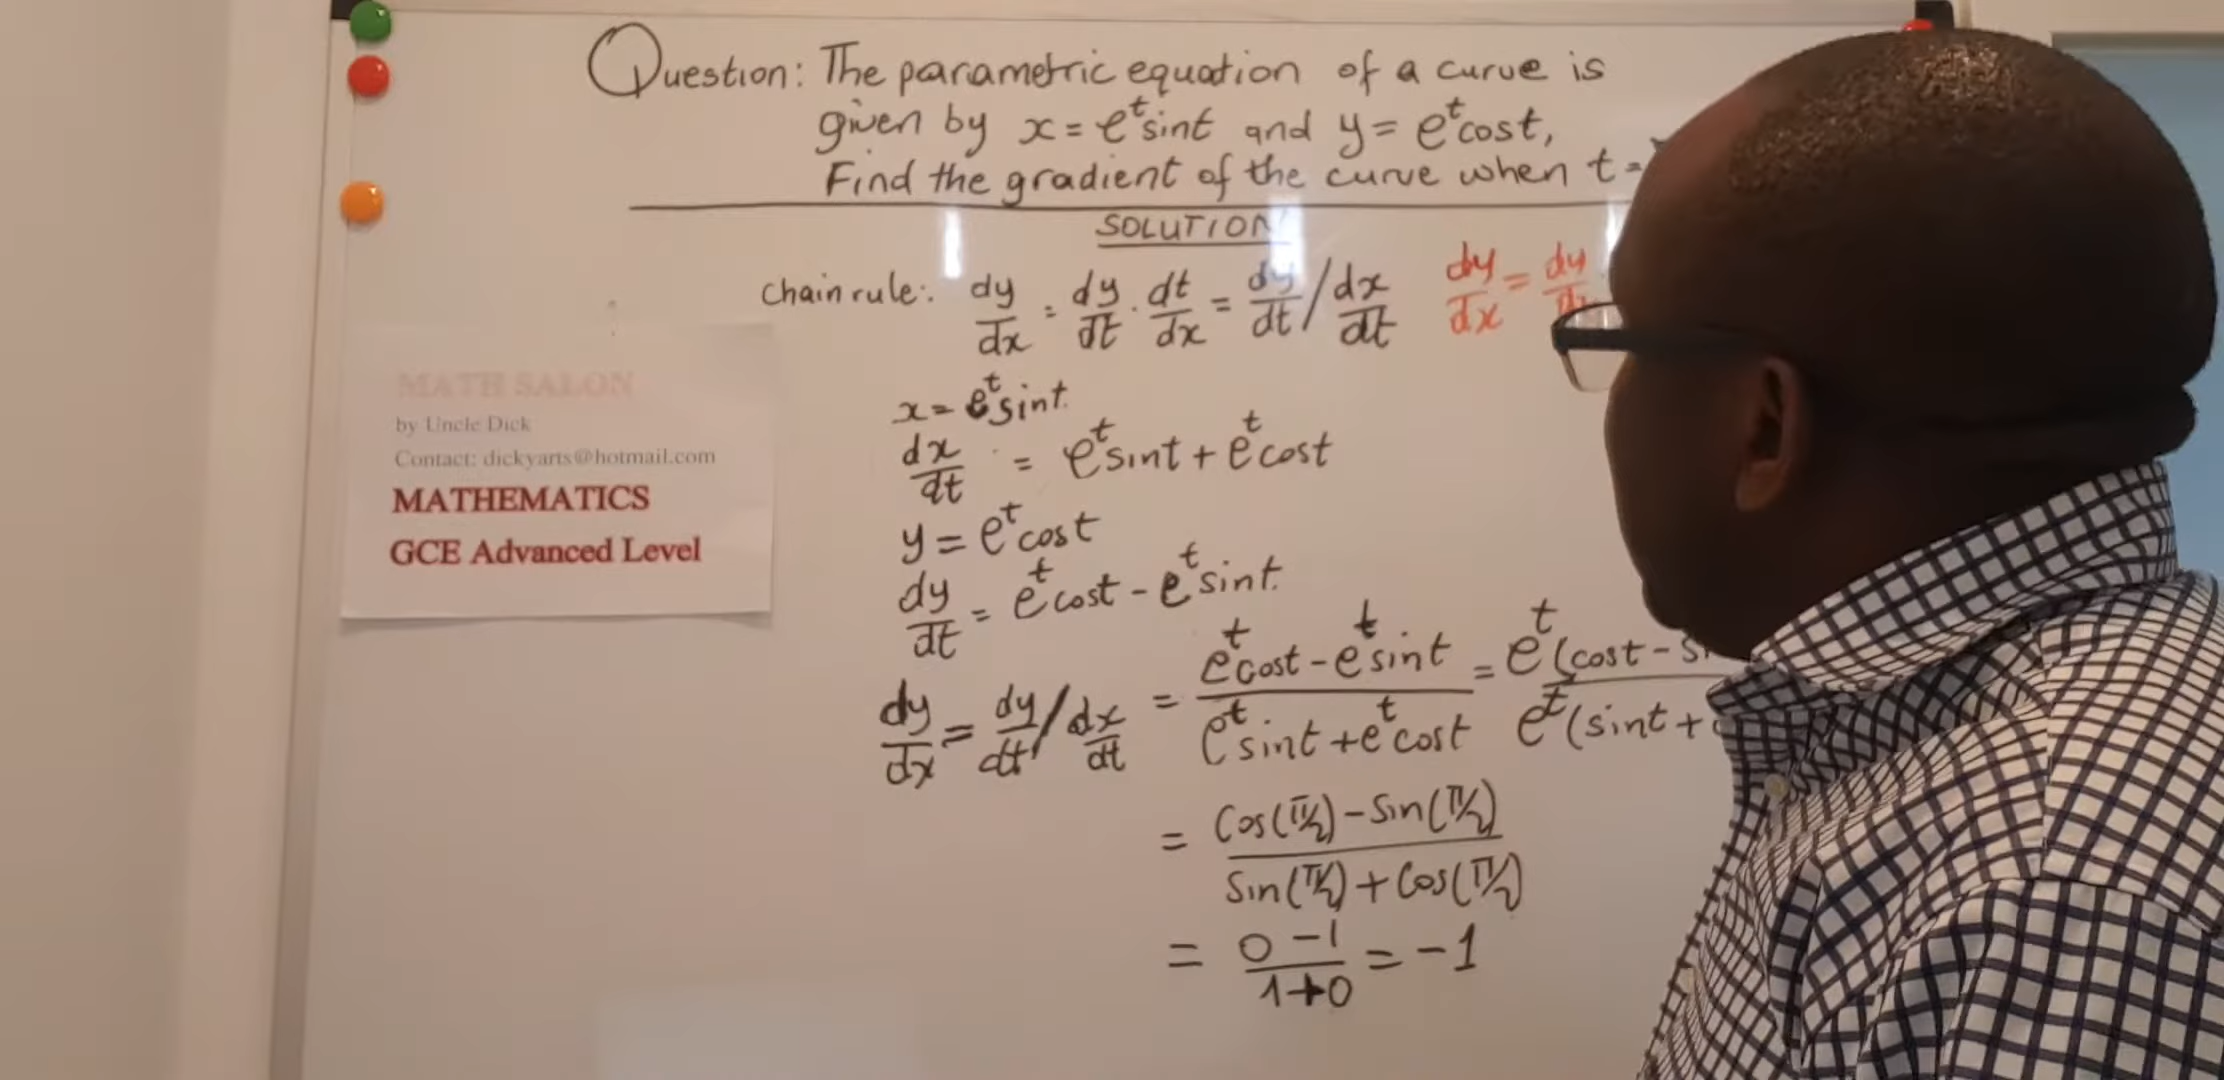 Question: The parametric equation of a curve is
given by x = e^t sint and y = e^t cost,
Find the gradient of the curve when t =
SOLUTION
chain rule: dy/dx = dy/dt · dt/dx = dy/dt / dx/dt dy/dx =
x = e^t sint.
dx/dt = e^t sint + e^t cost
y = e^t cost
dy/dt = e^t cost - e^t sint.
dy/dx = dy/dt / dx/dt = (e^t cost - e^t sint)/(e^t sint + e^t cost) = e^t(cost - / e^t(sint +
= (Cos(π/2) - Sin(π/2))/(Sin(π/2) + Cos(π/2))
= (0 - 1)/(1 + 0) = -1
MATH SALON
by Uncle Dick
Contact: dickyarts@hotmail.com
MATHEMATICS
GCE Advanced Level